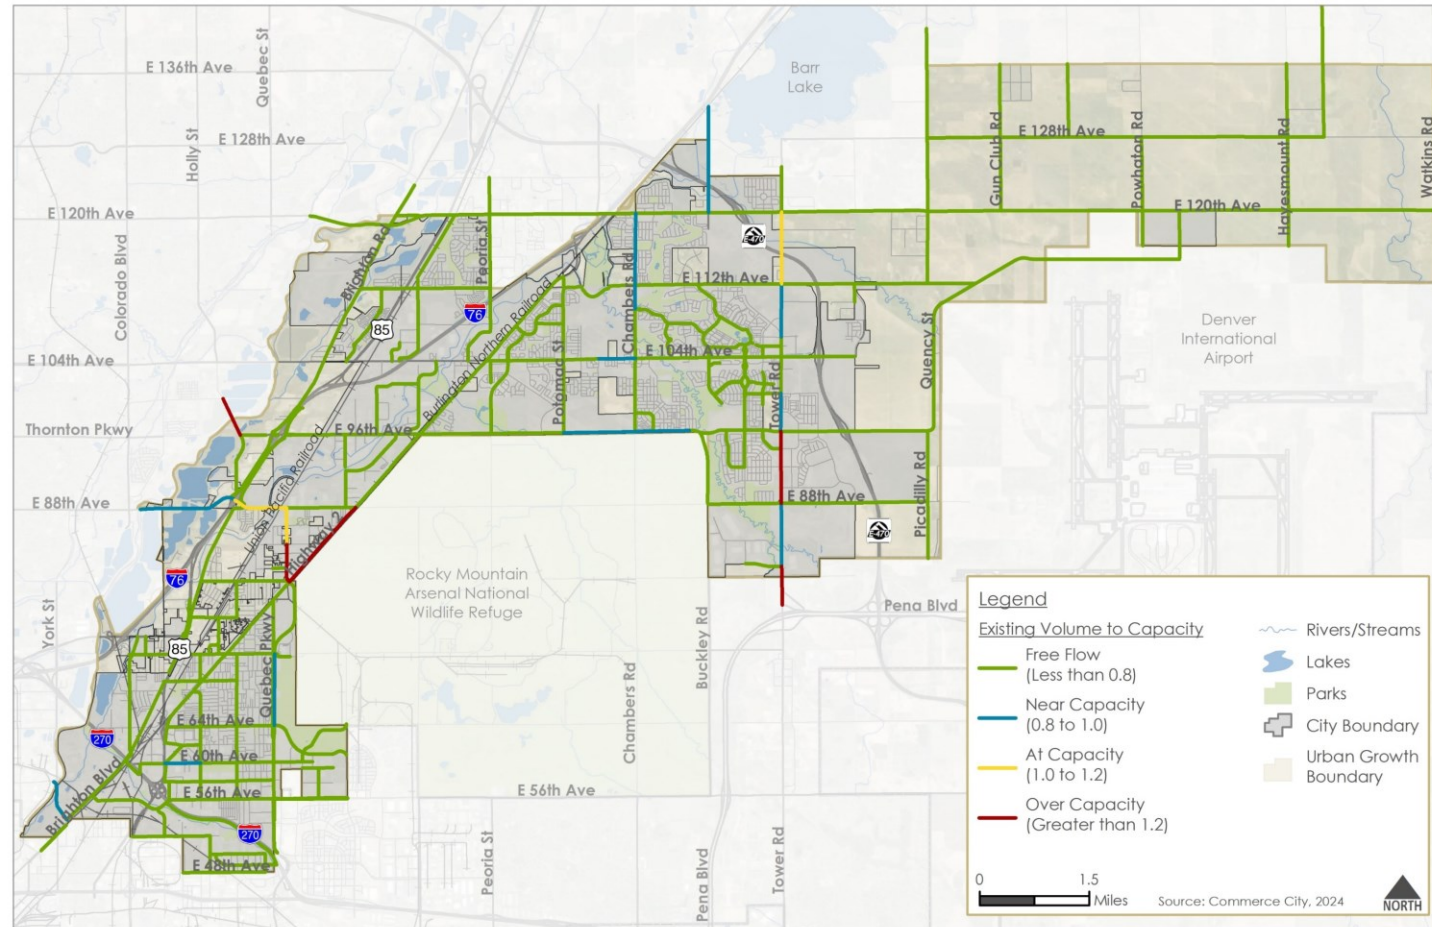 E 136th Ave
Quebec St
Barr
Lake
Holly St
E 128th Ave
Gun Club Rd
E 128th Ave
Powhaton Rd
Hayesmount Rd
Watkins Rd
E 120th Ave
E 120th Ave
Colorado Blvd
Brighton Rd
Peoria St
E-470
Chambers Rd
E 112th Ave
76
85
Burlington Northern Railroad
Denver
International
Airport
E 104th Ave
E 104th Ave
Potomac St
Tower Rd
Quency St
Thornton Pkwy
E 96th Ave
Union Pacific Railroad
E 88th Ave
E 88th Ave
Picadilly Rd
Highway 2
E-470
76
Rocky Mountain
Arsenal National
Wildlife Refuge
York St
Pena Blvd
85
Quebec Pkwy
Buckley Rd
Chambers Rd
E 64th Ave
270
E 60th Ave
E 56th Ave
E 56th Ave
Brighton Blvd
270
E 48th Ave
Peoria St
Pena Blvd
Tower Rd
Legend
Existing Volume to Capacity
Free Flow
(Less than 0.8)
Near Capacity
(0.8 to 1.0)
At Capacity
(1.0 to 1.2)
Over Capacity
(Greater than 1.2)
Rivers/Streams
Lakes
Parks
City Boundary
Urban Growth
Boundary
0 1.5
Miles
Source: Commerce City, 2024
NORTH